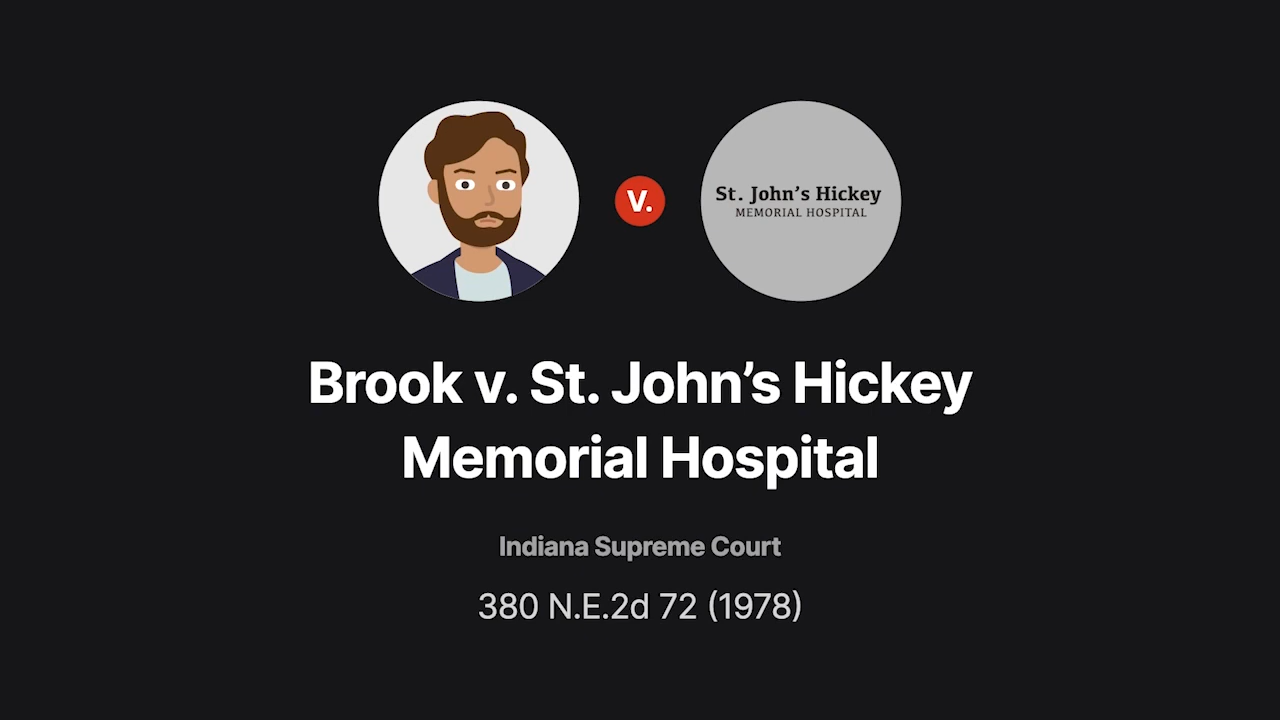 V.
St. John’s Hickey
MEMORIAL HOSPITAL
Brook v. St. John’s Hickey
Memorial Hospital
Indiana Supreme Court
380 N.E.2d 72 (1978)